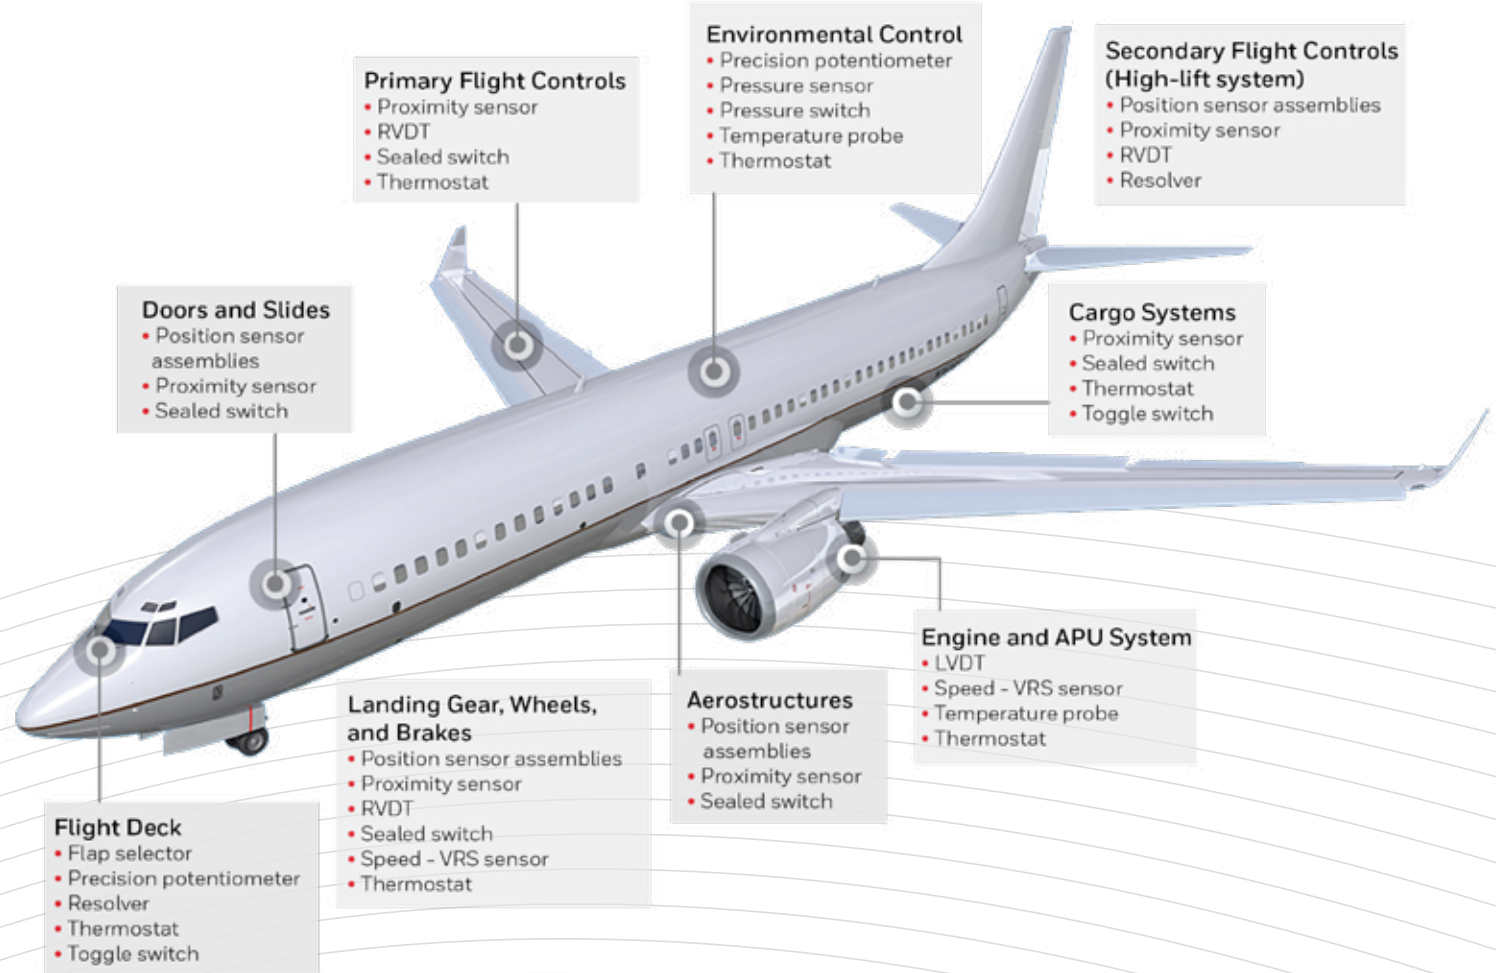 Environmental Control
• Precision potentiometer
• Pressure sensor
• Pressure switch
• Temperature probe
• Thermostat
Secondary Flight Controls
(High-lift system)
• Position sensor assemblies
• Proximity sensor
• RVDT
• Resolver
Primary Flight Controls
• Proximity sensor
• RVDT
• Sealed switch
• Thermostat
Doors and Slides
• Position sensor
assemblies
• Proximity sensor
• Sealed switch
Cargo Systems
• Proximity sensor
• Sealed switch
• Thermostat
• Toggle switch
Engine and APU System
• LVDT
• Speed - VRS sensor
• Temperature probe
• Thermostat
Landing Gear, Wheels,
and Brakes
• Position sensor assemblies
• Proximity sensor
• RVDT
• Sealed switch
• Speed - VRS sensor
• Thermostat
Aerostructures
• Position sensor
assemblies
• Proximity sensor
• Sealed switch
Flight Deck
• Flap selector
• Precision potentiometer
• Resolver
• Thermostat
• Toggle switch